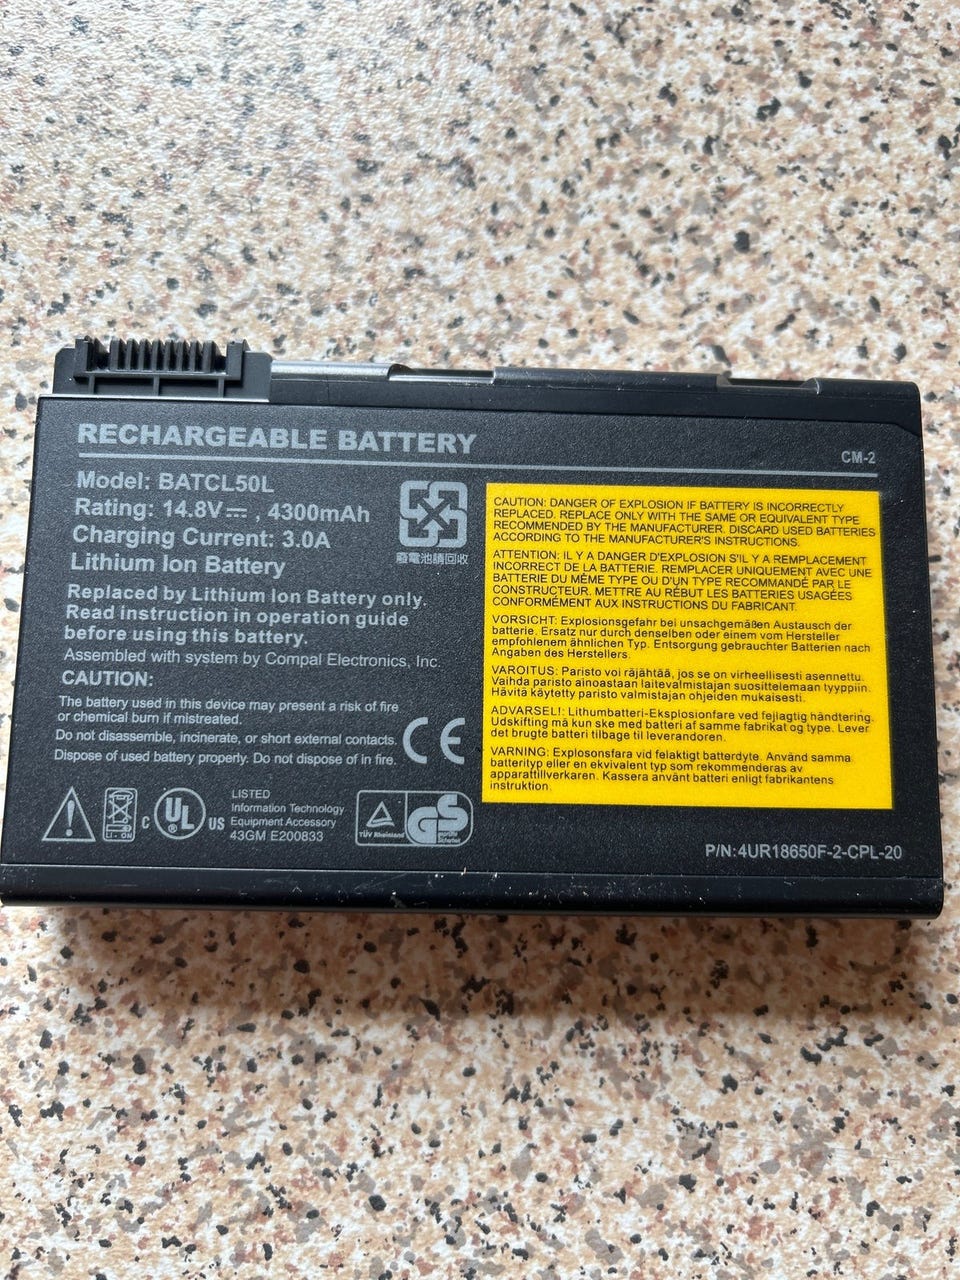 RECHARGEABLE BATTERY
CM-2
Model: BATCL50L
Rating: 14.8V⎓ , 4300mAh
Charging Current: 3.0A
Lithium Ion Battery
Replaced by Lithium Ion Battery only.
Read instruction in operation guide
before using this battery.
Assembled with system by Compal Electronics, Inc.
CAUTION:
The battery used in this device may present a risk of fire
or chemical burn if mistreated.
Do not disassemble, incinerate, or short external contacts.
Dispose of used battery properly. Do not dispose of in fire.
廢電池請回收
CE
LI-ION
c UL US
LISTED
Information Technology
Equipment Accessory
43GM E200833
TÜV Rheinland
GS
geprüfte
Sicherheit
CAUTION: DANGER OF EXPLOSION IF BATTERY IS INCORRECTLY
REPLACED. REPLACE ONLY WITH THE SAME OR EQUIVALENT TYPE
RECOMMENDED BY THE MANUFACTURER. DISCARD USED BATTERIES
ACCORDING TO THE MANUFACTURER'S INSTRUCTIONS.
ATTENTION: IL Y A DANGER D'EXPLOSION S'IL Y A REMPLACEMENT
INCORRECT DE LA BATTERIE. REMPLACER UNIQUEMENT AVEC UNE
BATTERIE DU MÊME TYPE OU D'UN TYPE RECOMMANDÉ PAR LE
CONSTRUCTEUR. METTRE AU RÉBUT LES BATTERIES USAGÉES
CONFORMÉMENT AUX INSTRUCTIONS DU FABRICANT.
VORSICHT: Explosionsgefahr bei unsachgemäßen Austausch der
batterie. Ersatz nur durch denselben oder einem vom Hersteller
empfohlenem ähnlichen Typ. Entsorgung gebrauchter Batterien nach
Angaben des Herstellers.
VAROITUS: Paristo voi räjähtää, jos se on virheellisesti asennettu.
Vaihda paristo ainoastaan laitevalmistajan suosittelemaan tyyppiin.
Hävitä käytetty paristo valmistajan ohjeiden mukaisesti.
ADVARSEL!: Lithumbatteri-Eksplosionfare ved fejlagtig håndtering.
Udskifting må kun ske med batteri af samme fabrikat og type. Lever
det brugte batteri tilbage til leverandoren.
VARNING: Explosonsfara vid felaktigt batterdyte. Använd samma
batterityp eller en ekvivalent typ som rekommenderas av
apparattillverkaren. Kassera använt batteri enligt fabrikantens
instruktion.
P/N:4UR18650F-2-CPL-20